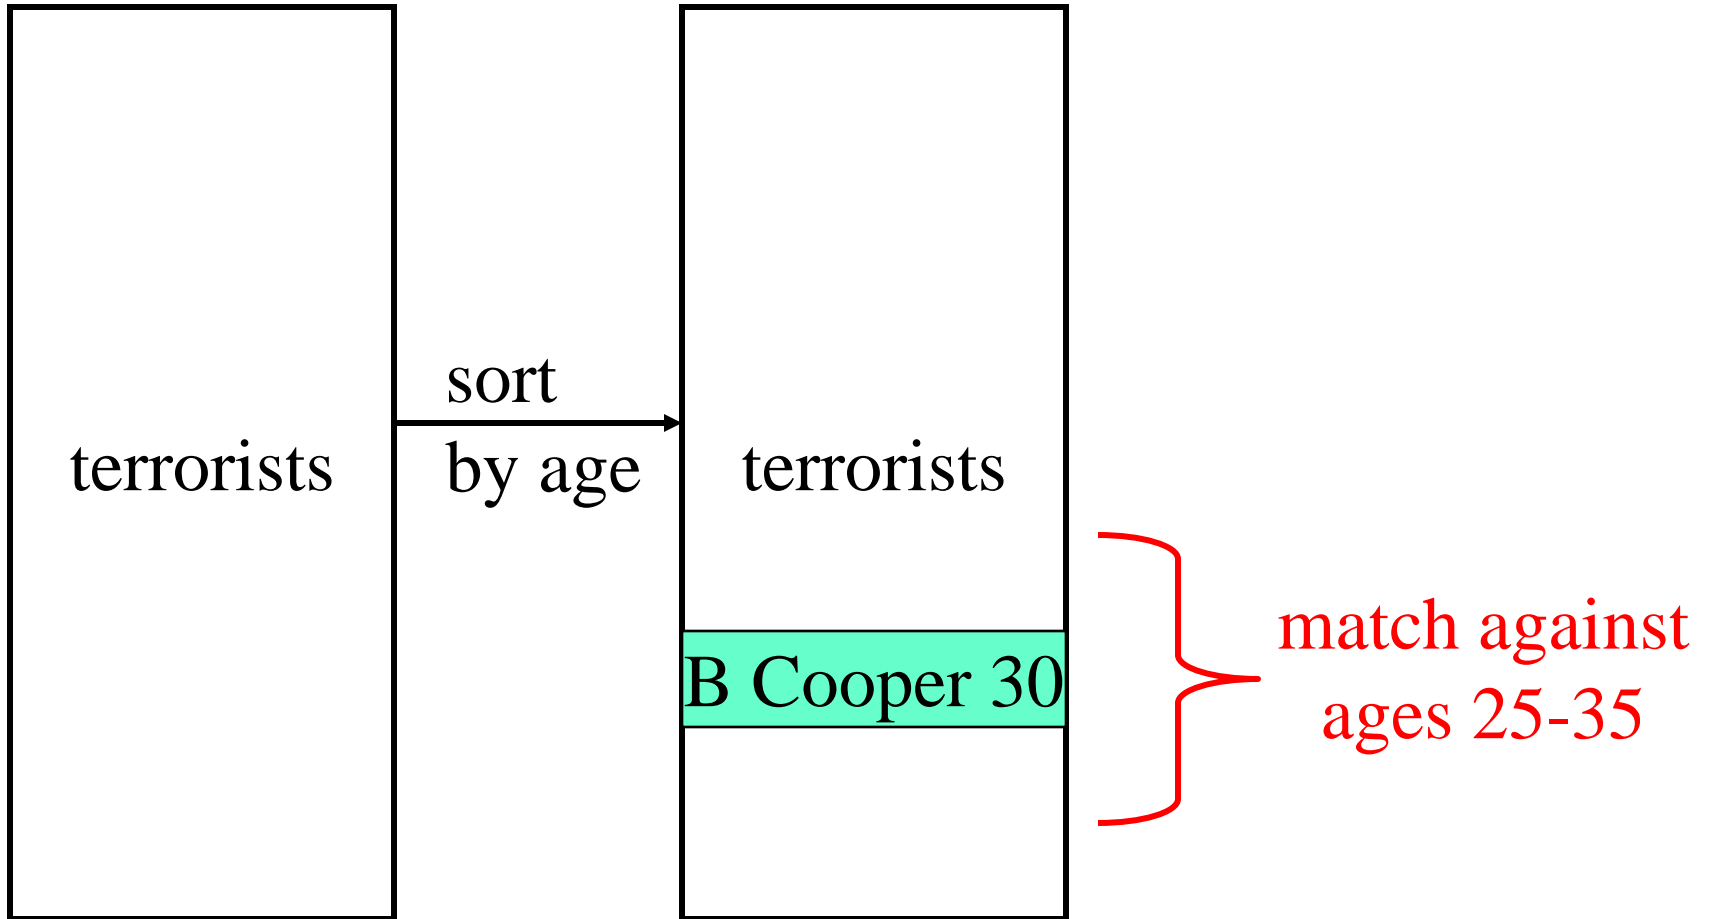 terrorists
sort
by age
terrorists
B Cooper 30
match against
ages 25-35